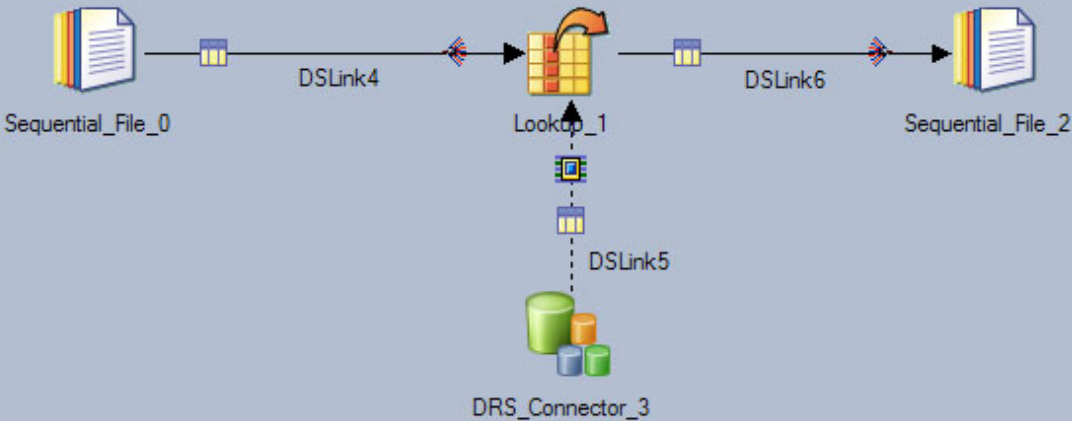 DSLink4
DSLink6
Sequential_File_0
Lookup_1
Sequential_File_2
DSLink5
DRS_Connector_3